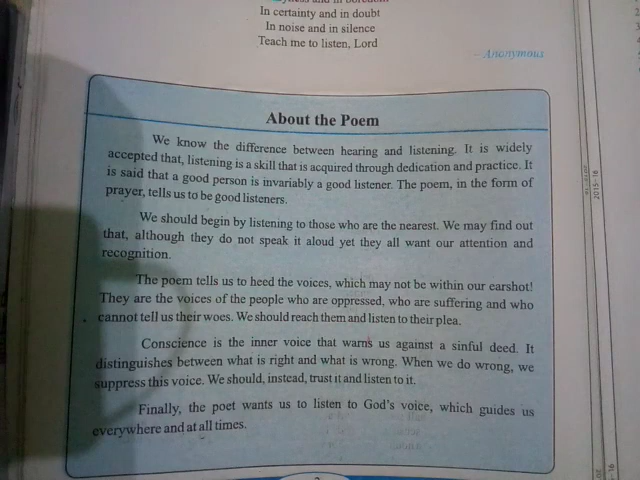 In certainty and in doubt
In noise and in silence
Teach me to listen, Lord
- Anonymous
About the Poem
We know the difference between hearing and listening. It is widely
accepted that, listening is a skill that is acquired through dedication and practice. It
is said that a good person is invariably a good listener. The poem, in the form of
prayer, tells us to be good listeners.
We should begin by listening to those who are the nearest. We may find out
that, although they do not speak it aloud yet they all want our attention and
recognition.
The poem tells us to heed the voices, which may not be within our earshot!
They are the voices of the people who are oppressed, who are suffering and who
cannot tell us their woes. We should reach them and listen to their plea.
Conscience is the inner voice that warns us against a sinful deed. It
distinguishes between what is right and what is wrong. When we do wrong, we
suppress this voice. We should, instead, trust it and listen to it.
Finally, the poet wants us to listen to God's voice, which guides us
everywhere and at all times.
2015-16